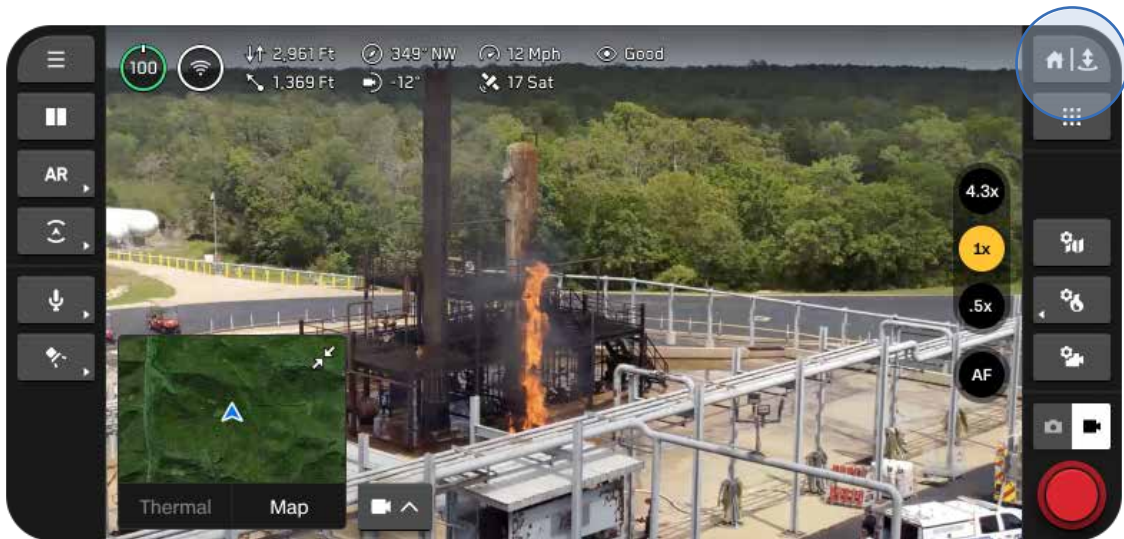 100
2,961 Ft
349° NW
12 Mph
Good
1,369 Ft
-12°
17 Sat
AR
4.3x
1x
.5x
AF
Thermal
Map